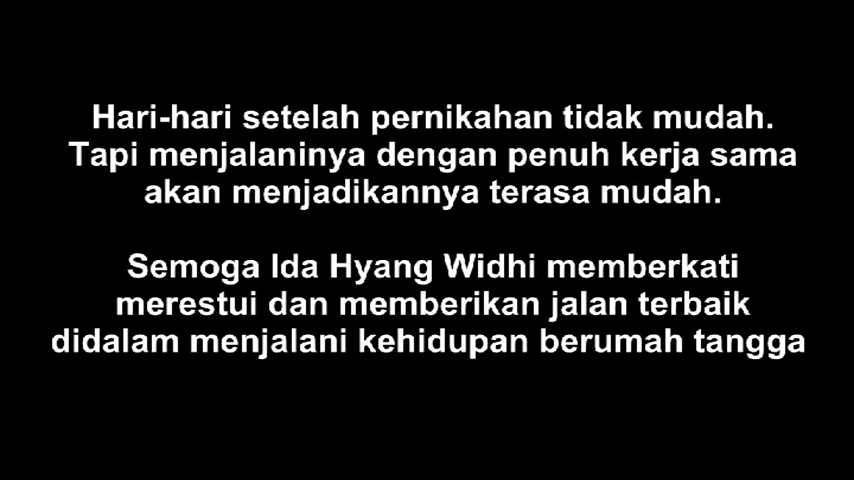 Hari-hari setelah pernikahan tidak mudah.
Tapi menjalaninya dengan penuh kerja sama
akan menjadikannya terasa mudah.
Semoga Ida Hyang Widhi memberkati
merestui dan memberikan jalan terbaik
didalam menjalani kehidupan berumah tangga